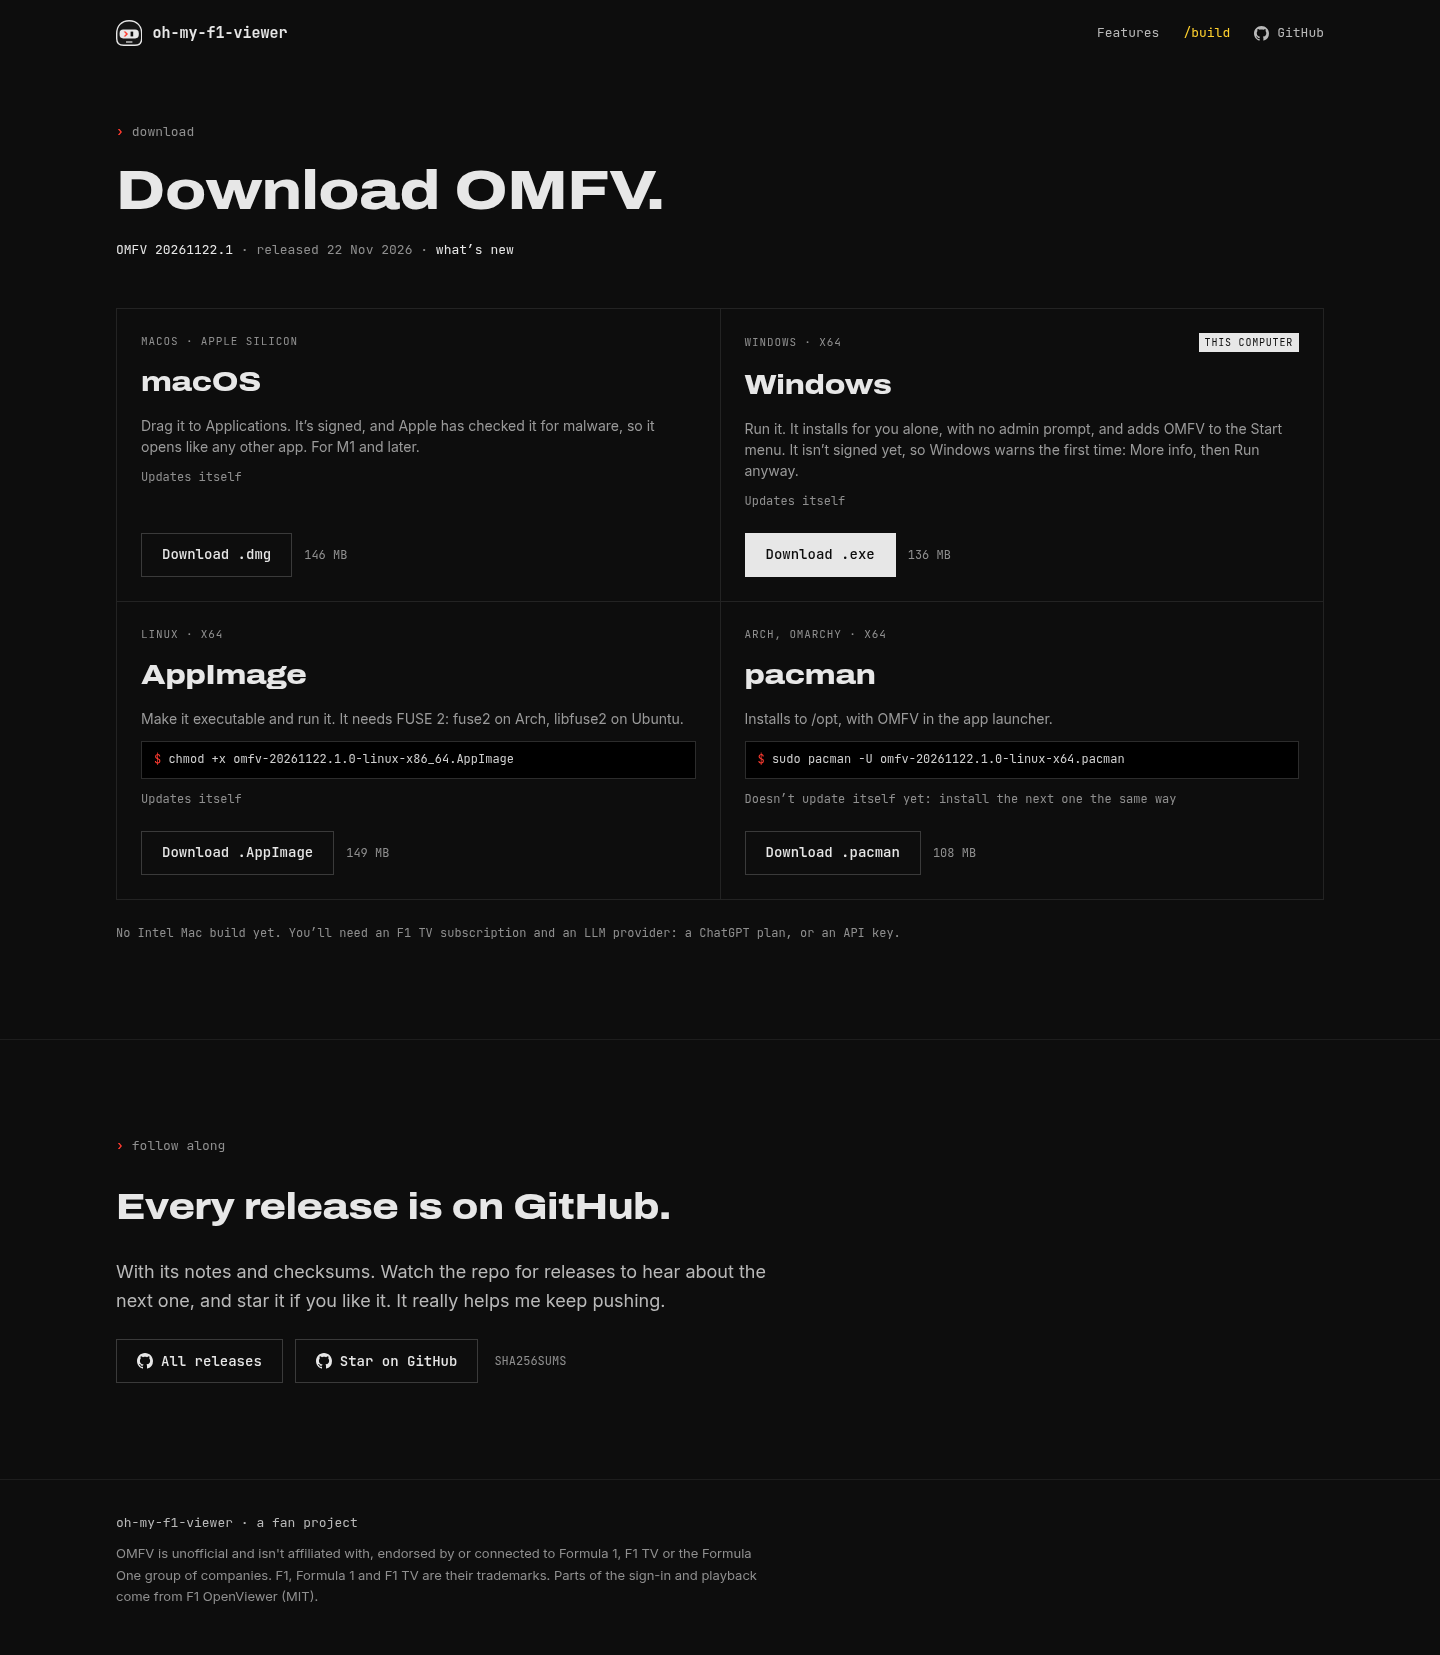 oh-my-f1-viewer
Features
/build
GitHub
› download
Download OMFV.
OMFV 20261122.1 · released 22 Nov 2026 · what’s new
MACOS · APPLE SILICON
macOS
Drag it to Applications. It’s signed, and Apple has checked it for malware, so it
opens like any other app. For M1 and later.
Updates itself
Download .dmg
146 MB
WINDOWS · X64
THIS COMPUTER
Windows
Run it. It installs for you alone, with no admin prompt, and adds OMFV to the Start
menu. It isn’t signed yet, so Windows warns the first time: More info, then Run
anyway.
Updates itself
Download .exe
136 MB
LINUX · X64
AppImage
Make it executable and run it. It needs FUSE 2: fuse2 on Arch, libfuse2 on Ubuntu.
$ chmod +x omfv-20261122.1.0-linux-x86_64.AppImage
Updates itself
Download .AppImage
149 MB
ARCH, OMARCHY · X64
pacman
Installs to /opt, with OMFV in the app launcher.
$ sudo pacman -U omfv-20261122.1.0-linux-x64.pacman
Doesn’t update itself yet: install the next one the same way
Download .pacman
108 MB
No Intel Mac build yet. You’ll need an F1 TV subscription and an LLM provider: a ChatGPT plan, or an API key.
› follow along
Every release is on GitHub.
With its notes and checksums. Watch the repo for releases to hear about the
next one, and star it if you like it. It really helps me keep pushing.
All releases
Star on GitHub
SHA256SUMS
oh-my-f1-viewer · a fan project
OMFV is unofficial and isn't affiliated with, endorsed by or connected to Formula 1, F1 TV or the Formula
One group of companies. F1, Formula 1 and F1 TV are their trademarks. Parts of the sign-in and playback
come from F1 OpenViewer (MIT).